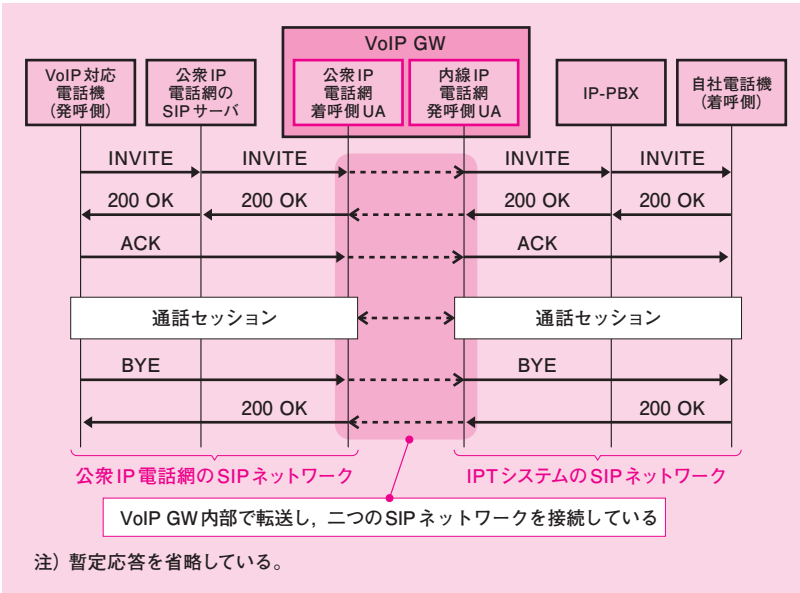 VoIP GW
VoIP対応
電話機
(発呼側)
公衆IP
電話網の
SIPサーバ
公衆IP
電話網
着呼側UA
内線IP
電話網
発呼側UA
IP-PBX
自社電話機
(着呼側)
INVITE
INVITE
INVITE
INVITE
200 OK
200 OK
200 OK
200 OK
ACK
ACK
通話セッション
通話セッション
BYE
BYE
200 OK
200 OK
公衆IP電話網のSIPネットワーク
IPTシステムのSIPネットワーク
VoIP GW内部で転送し,二つのSIPネットワークを接続している
注)暫定応答を省略している。